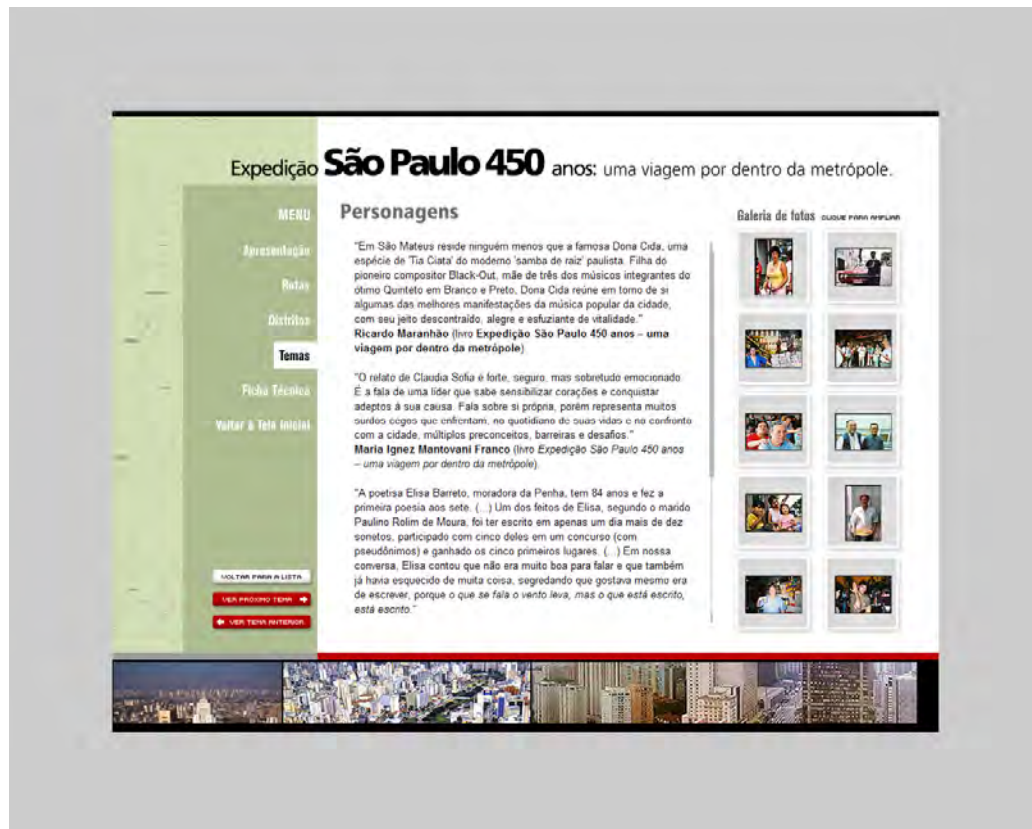 Expedição São Paulo 450 anos: uma viagem por dentro da metrópole.
MENU
Apresentação
Rotas
Distritos
Temas
Ficha Técnica
Voltar à Tela Inicial
VOLTAR PARA A LISTA
VER PRÓXIMO TEMA
VER TEMA ANTERIOR
Personagens
"Em São Mateus reside ninguém menos que a famosa Dona Cida, uma
espécie de 'Tia Ciata' do moderno 'samba de raiz' paulista. Filha do
pioneiro compositor Black-Out, mãe de três dos músicos integrantes do
ótimo Quinteto em Branco e Preto, Dona Cida reúne em torno de si
algumas das melhores manifestações da música popular da cidade,
com seu jeito descontraído, alegre e esfuziante de vitalidade."
Ricardo Maranhão (livro Expedição São Paulo 450 anos – uma
viagem por dentro da metrópole)
"O relato de Claudia Sofia é forte, seguro, mas sobretudo emocionado.
É a fala de uma líder que sabe sensibilizar corações e conquistar
adeptos à sua causa. Fala sobre si própria, porém representa muitos
surdos cegos que enfrentam, no quotidiano de suas vidas e no confronto
com a cidade, múltiplos preconceitos, barreiras e desafios."
Maria Ignez Mantovani Franco (livro Expedição São Paulo 450 anos
– uma viagem por dentro da metrópole).
"A poetisa Elisa Barreto, moradora da Penha, tem 84 anos e fez a
primeira poesia aos sete. (...) Um dos feitos de Elisa, segundo o marido
Paulino Rolim de Moura, foi ter escrito em apenas um dia mais de dez
sonetos, participado com cinco deles em um concurso (com
pseudônimos) e ganhado os cinco primeiros lugares. (...) Em nossa
conversa, Elisa contou que não era muito boa para falar e que também
já havia esquecido de muita coisa, segredando que gostava mesmo era
de escrever, porque o que se fala o vento leva, mas o que está escrito,
está escrito."
Galeria de fotos CLIQUE PARA AMPLIAR